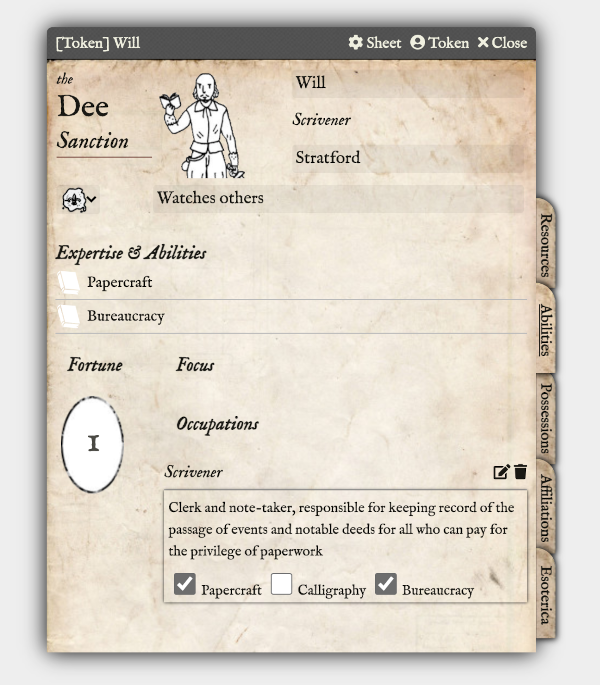 [Token] Will
Sheet
Token
Close
the
Dee
Sanction
Will
Scrivener
Stratford
Watches others
Expertise & Abilities
Papercraft
Bureaucracy
Fortune
Focus
1
Occupations
Scrivener
Clerk and note-taker, responsible for keeping record of the
passage of events and notable deeds for all who can pay for
the privilege of paperwork
Papercraft Calligraphy Bureaucracy
Resources
Abilities
Possessions
Affiliations
Esoterica